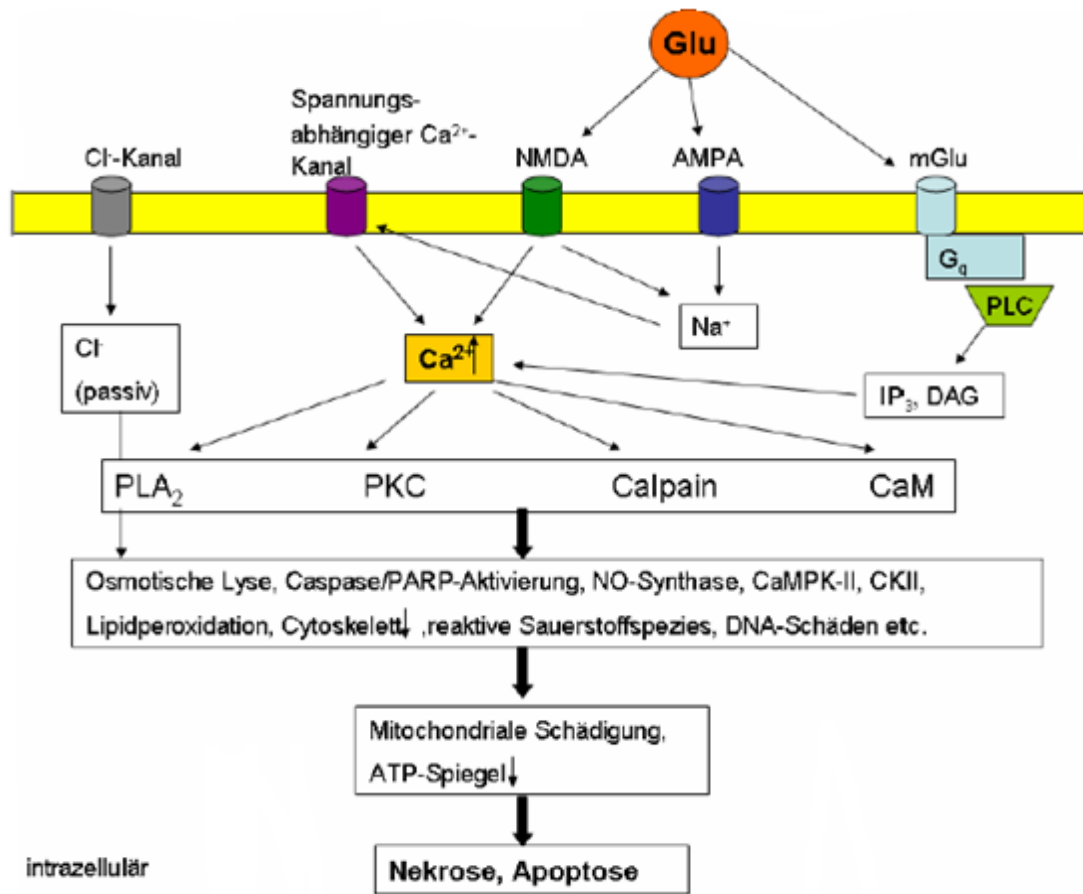 Glu
Spannungs-
abhängiger Ca²⁺-
Kanal
Cl⁻-Kanal
NMDA
AMPA
mGlu
Gq
PLC
Na⁺
Cl⁻
(passiv)
Ca²⁺↑
IP₃, DAG
PLA₂ PKC Calpain CaM
Osmotische Lyse, Caspase/PARP-Aktivierung, NO-Synthase, CaMPK-II, CKII,
Lipidperoxidation, Cytoskelett↓ ,reaktive Sauerstoffspezies, DNA-Schäden etc.
Mitochondriale Schädigung,
ATP-Spiegel↓
intrazellulär
Nekrose, Apoptose